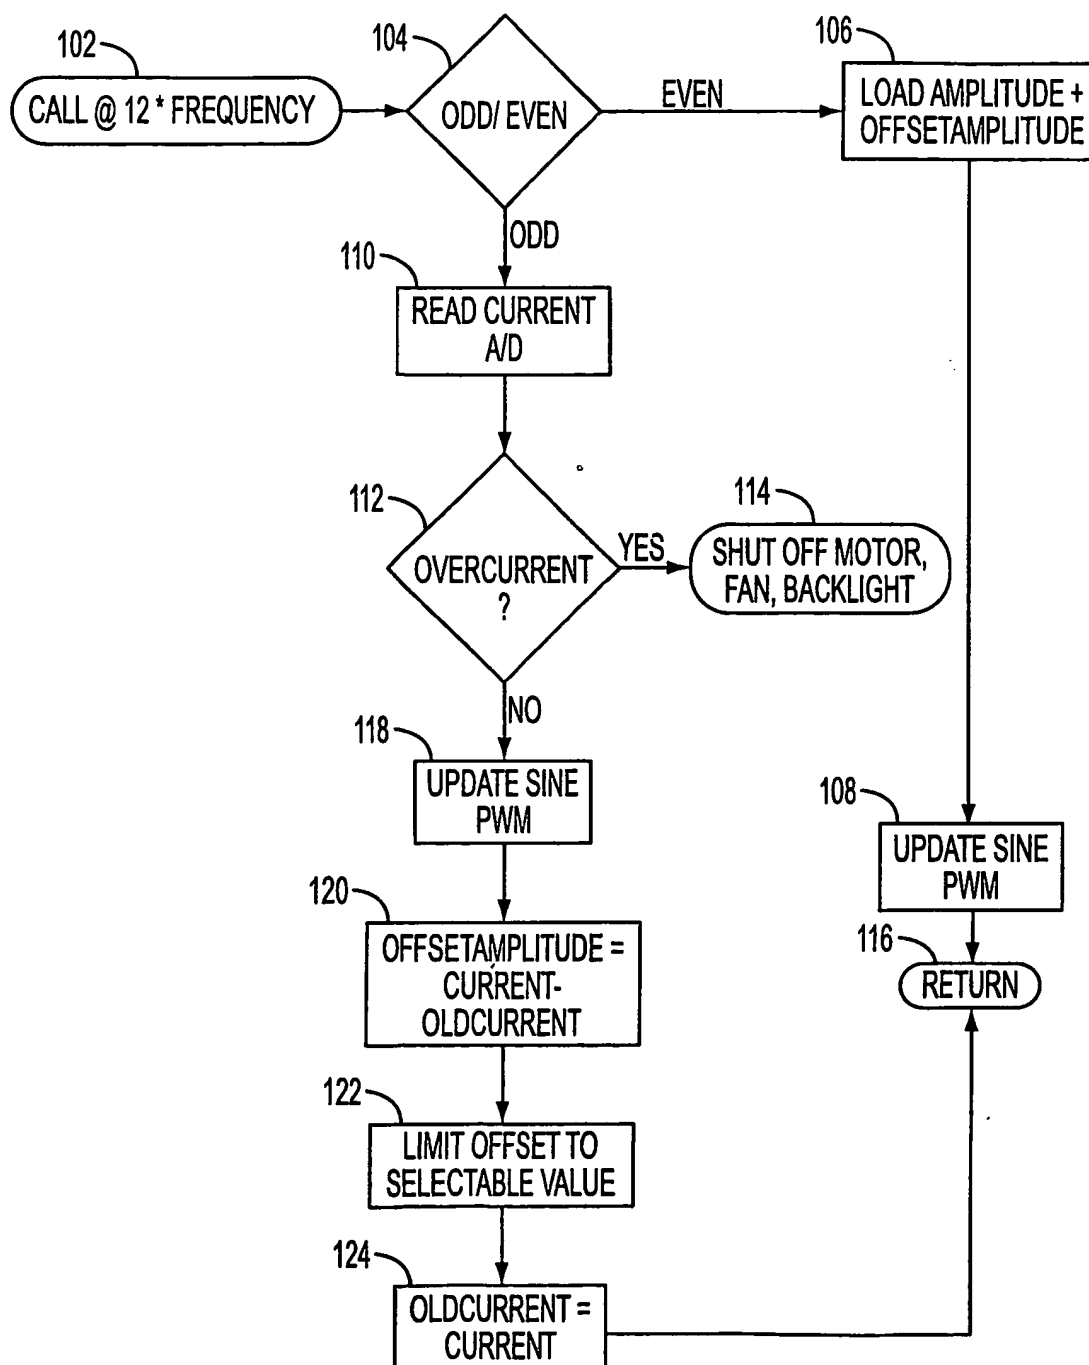 102
CALL @ 12 * FREQUENCY
104
ODD/ EVEN
EVEN
106
LOAD AMPLITUDE +
OFFSETAMPLITUDE
ODD
110
READ CURRENT
A/D
112
OVERCURRENT
?
YES
114
SHUT OFF MOTOR,
FAN, BACKLIGHT
NO
118
UPDATE SINE
PWM
108
UPDATE SINE
PWM
120
OFFSETAMPLITUDE =
CURRENT-
OLDCURRENT
116
RETURN
122
LIMIT OFFSET TO
SELECTABLE VALUE
124
OLDCURRENT =
CURRENT